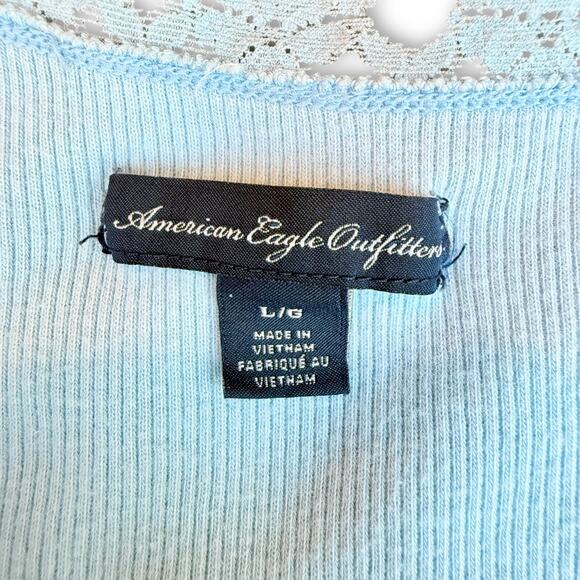 American Eagle Outfitters
L/G
MADE IN
VIETNAM
FABRIQUÉ AU
VIETNAM